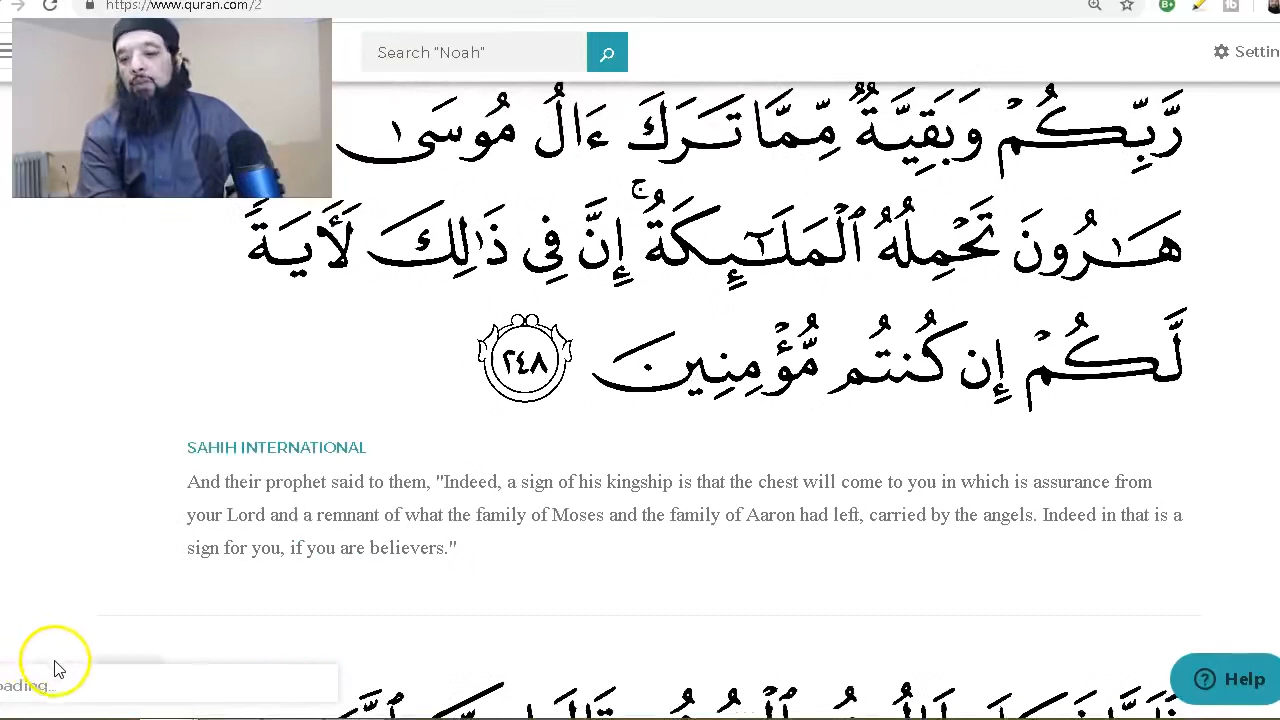 https://www.quran.com/2
Search "Noah"
Settin
رَّبِّكُمْ وَبَقِيَّةٌ مِّمَّا تَرَكَ ءَالُ مُوسَىٰ
هَـٰرُونَ تَحْمِلُهُ ٱلْمَلَـٰٓئِكَةُ ۚ إِنَّ فِى ذَٰلِكَ لَـَٔايَةً
لَّكُمْ إِن كُنتُم مُّؤْمِنِينَ ٢٤٨
SAHIH INTERNATIONAL
And their prophet said to them, "Indeed, a sign of his kingship is that the chest will come to you in which is assurance from
your Lord and a remnant of what the family of Moses and the family of Aaron had left, carried by the angels. Indeed in that is a
sign for you, if you are believers."
oading...
Help